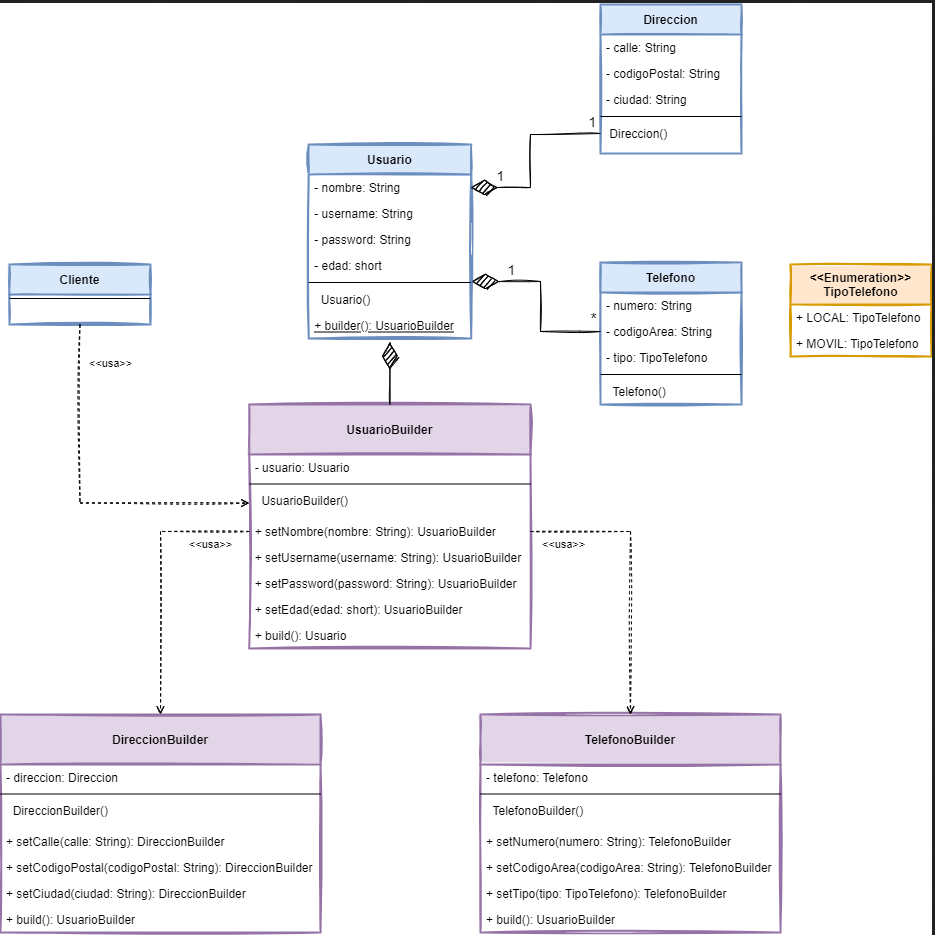 Direccion
- calle: String
- codigoPostal: String
- ciudad: String
Direccion()
1
1
Usuario
- nombre: String
- username: String
- password: String
- edad: short
Usuario()
+ builder(): UsuarioBuilder
1
*
Telefono
- numero: String
- codigoArea: String
- tipo: TipoTelefono
Telefono()
<<Enumeration>>
TipoTelefono
+ LOCAL: TipoTelefono
+ MOVIL: TipoTelefono
Cliente
<<usa>>
UsuarioBuilder
- usuario: Usuario
UsuarioBuilder()
+ setNombre(nombre: String): UsuarioBuilder
+ setUsername(username: String): UsuarioBuilder
+ setPassword(password: String): UsuarioBuilder
+ setEdad(edad: short): UsuarioBuilder
+ build(): Usuario
<<usa>>
<<usa>>
DireccionBuilder
- direccion: Direccion
DireccionBuilder()
+ setCalle(calle: String): DireccionBuilder
+ setCodigoPostal(codigoPostal: String): DireccionBuilder
+ setCiudad(ciudad: String): DireccionBuilder
+ build(): UsuarioBuilder
TelefonoBuilder
- telefono: Telefono
TelefonoBuilder()
+ setNumero(numero: String): TelefonoBuilder
+ setCodigoArea(codigoArea: String): TelefonoBuilder
+ setTipo(tipo: TipoTelefono): TelefonoBuilder
+ build(): UsuarioBuilder